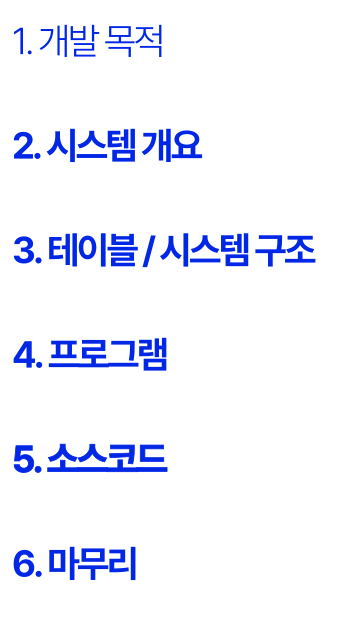 1. 개발 목적
2. 시스템 개요
3. 테이블 / 시스템 구조
4. 프로그램
5. 소스코드
6. 마무리